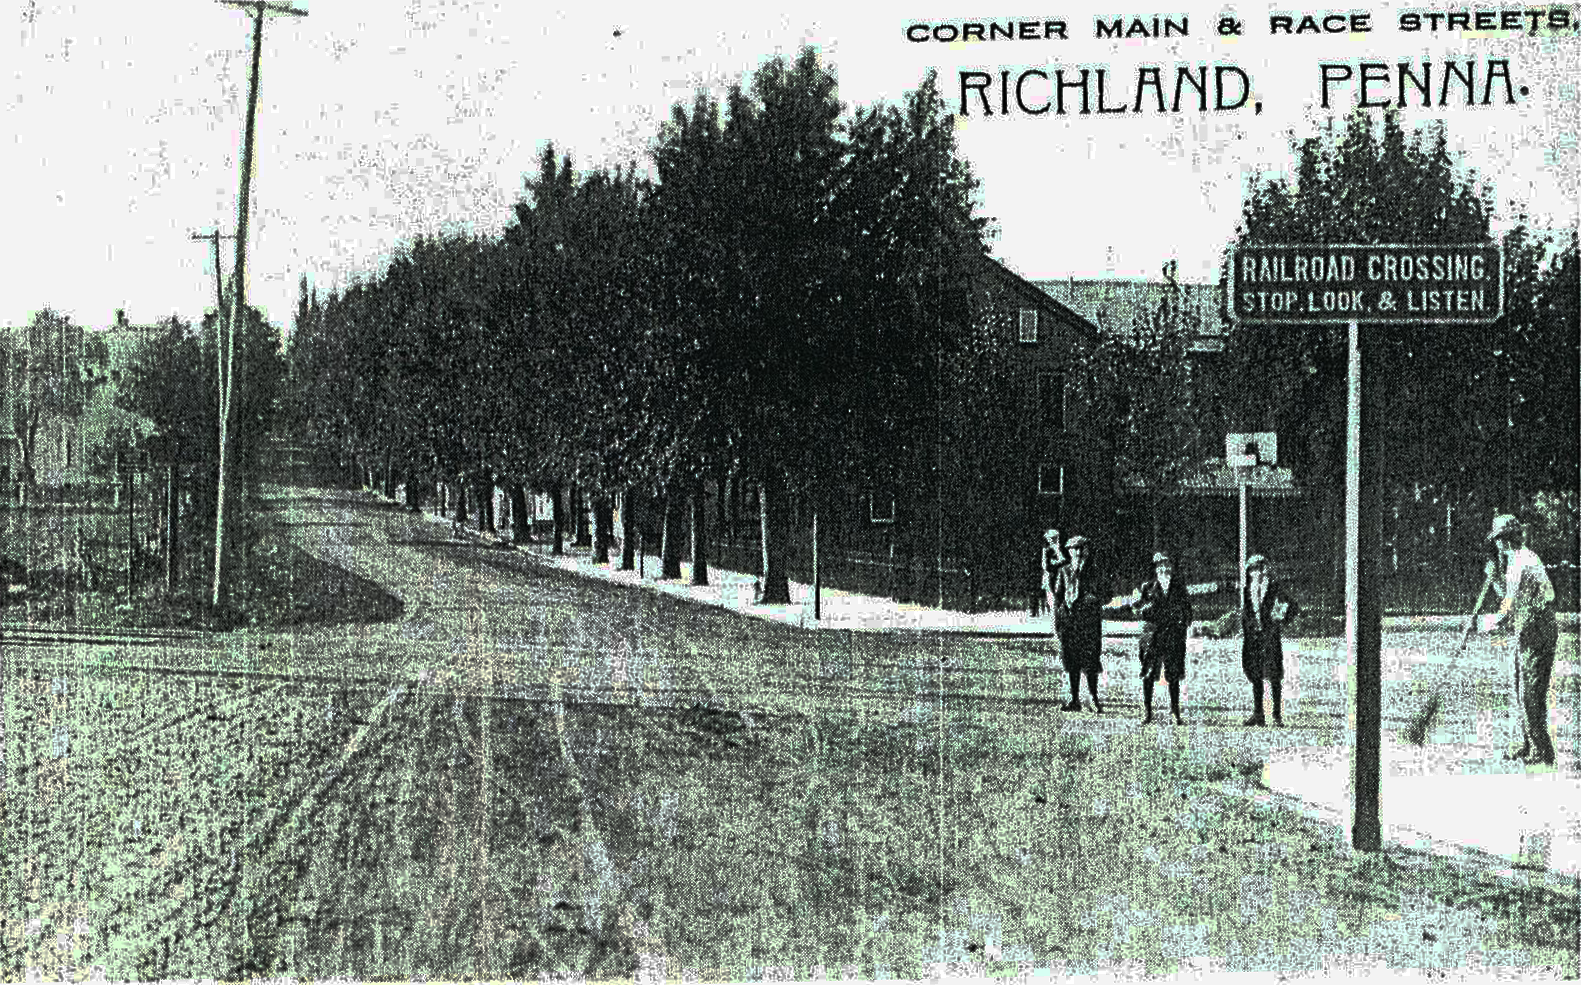 CORNER MAIN & RACE STREETS,
RICHLAND, PENNA.
RAILROAD CROSSING.
STOP, LOOK, & LISTEN.